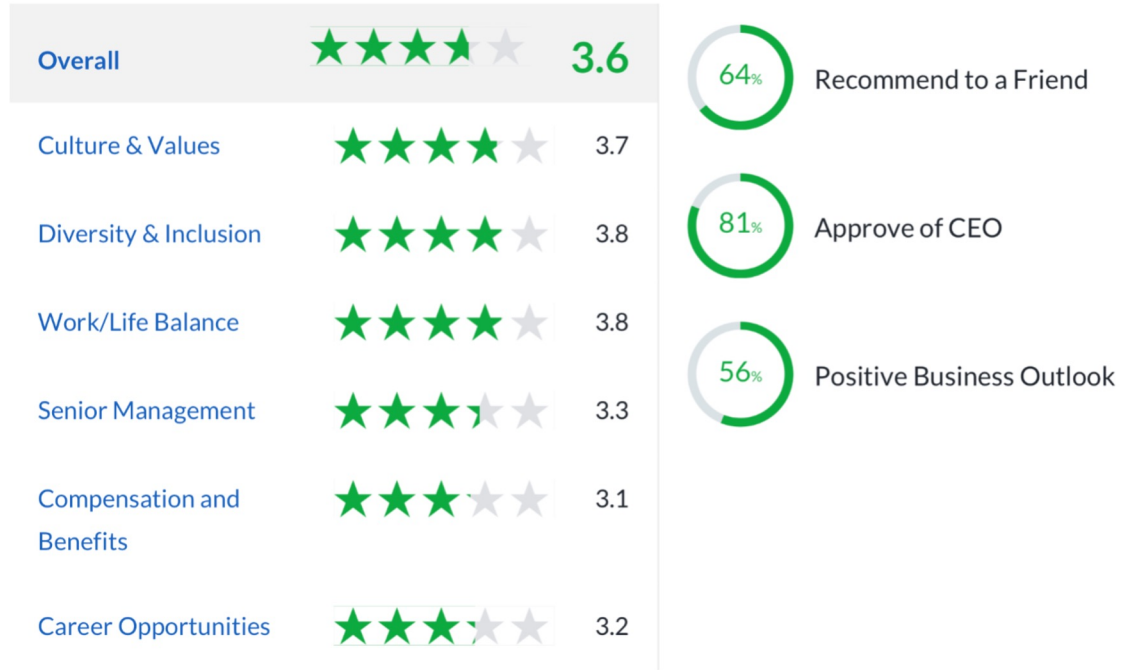 Overall 3.6
Culture & Values 3.7
Diversity & Inclusion 3.8
Work/Life Balance 3.8
Senior Management 3.3
Compensation and 3.1
Benefits
Career Opportunities 3.2
64% Recommend to a Friend
81% Approve of CEO
56% Positive Business Outlook